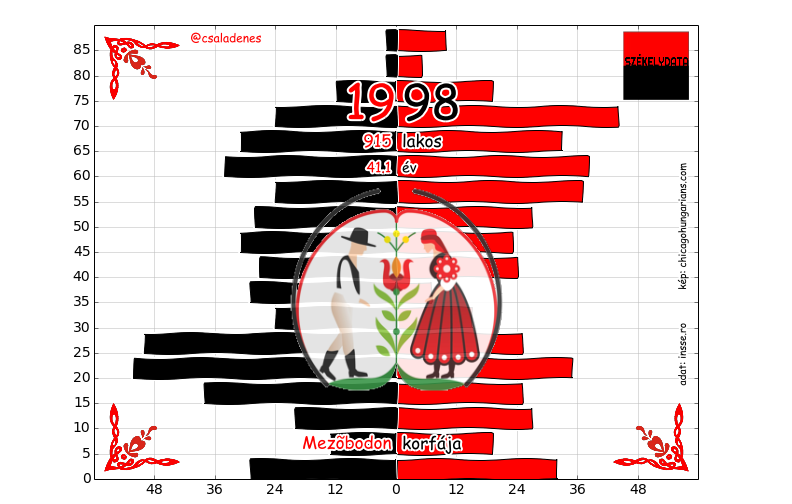 @csaladenes
SZÉKELYDATA
1998
915 lakos
41.1 év
kép: chicagohungarians.com
adat: insse.ro
Mezőbodon korfája
85
80
75
70
65
60
55
50
45
40
35
30
25
20
15
10
5
0
48 36 24 12 0 12 24 36 48